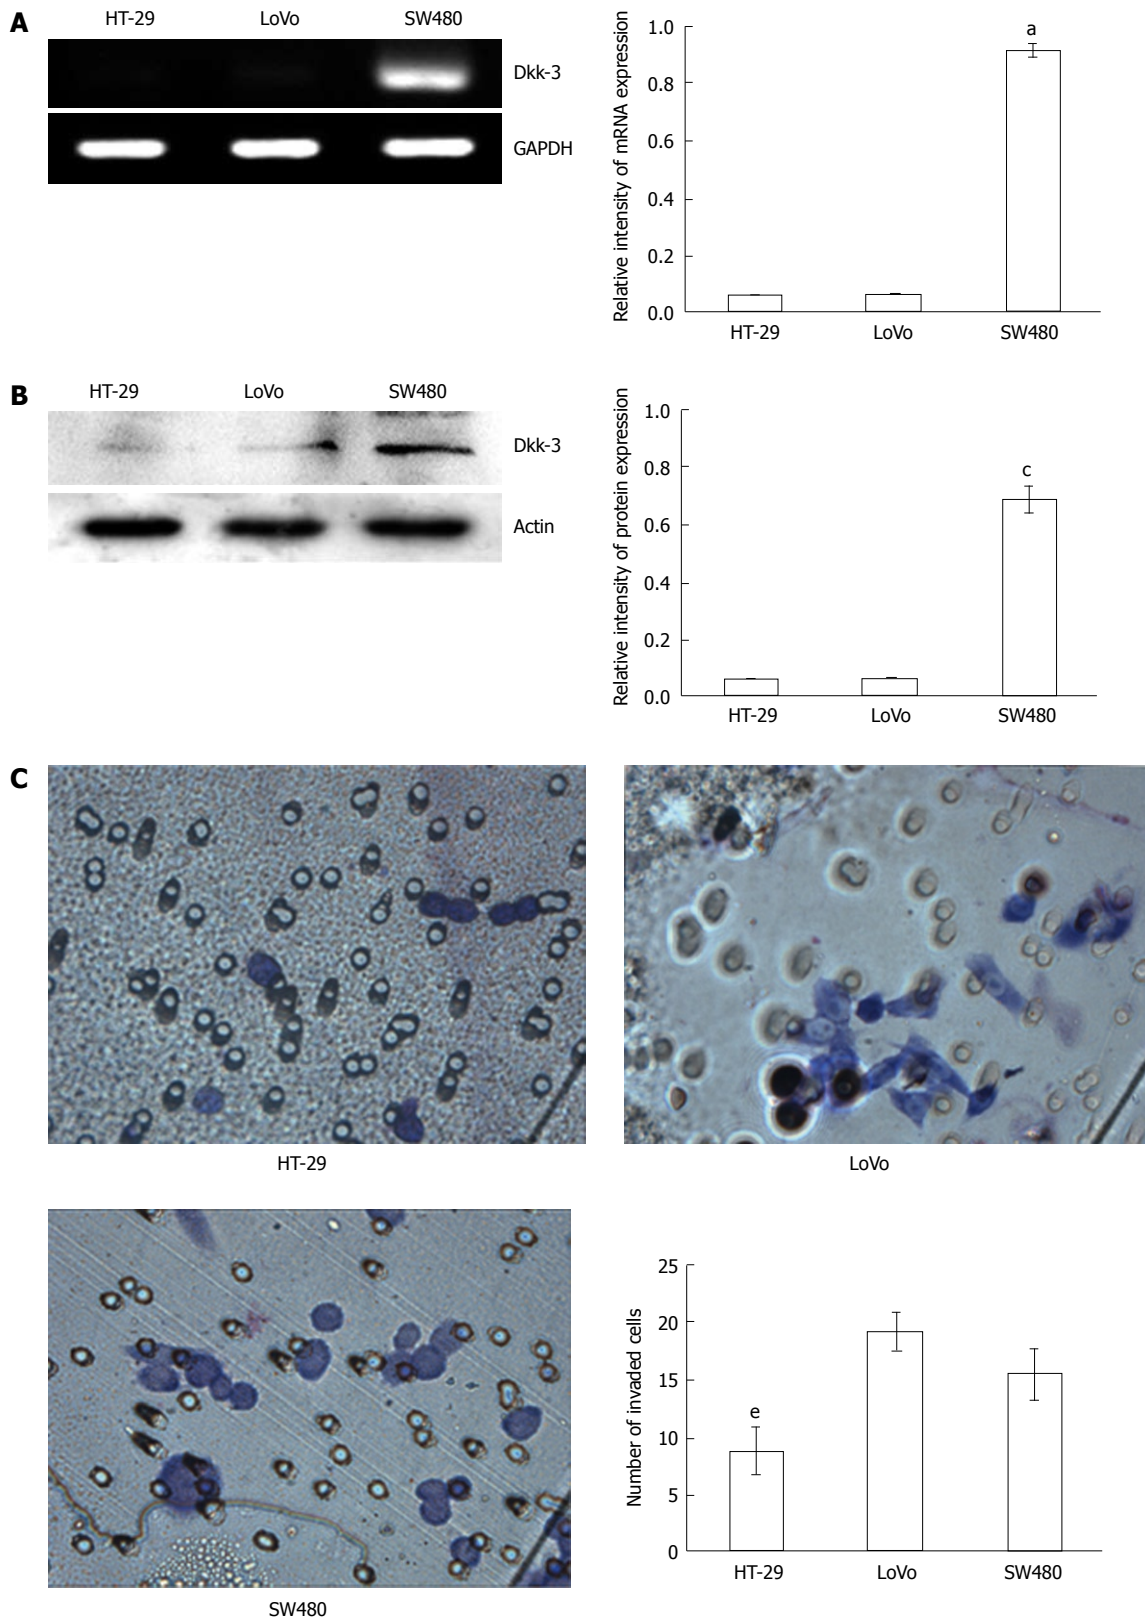 A
HT-29 LoVo SW480
Dkk-3
GAPDH
Relative intensity of mRNA expression
1.0
0.8
0.6
0.4
0.2
0.0
a
HT-29 LoVo SW480
B
HT-29 LoVo SW480
Dkk-3
Actin
Relative intensity of protein expression
1.0
0.8
0.6
0.4
0.2
0.0
c
HT-29 LoVo SW480
C
HT-29
LoVo
SW480
Number of invaded cells
25
20
15
10
5
0
e
HT-29 LoVo SW480